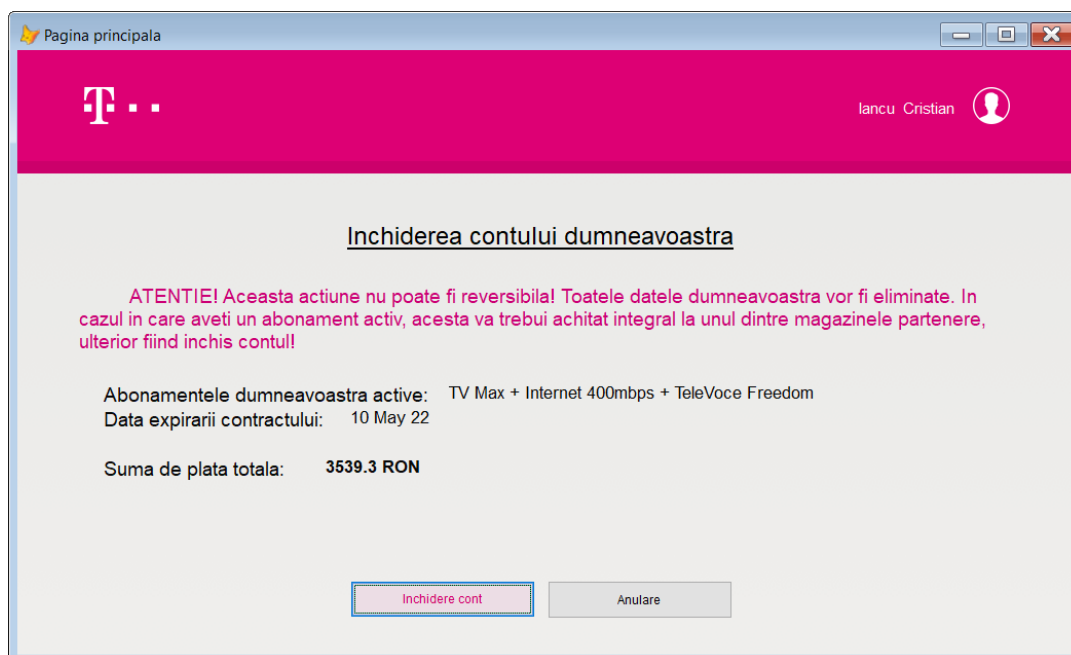 Pagina principala
T
Iancu Cristian
Inchiderea contului dumneavoastra
ATENTIE! Aceasta actiune nu poate fi reversibila! Toatele datele dumneavoastra vor fi eliminate. In
cazul in care aveti un abonament activ, acesta va trebui achitat integral la unul dintre magazinele partenere,
ulterior fiind inchis contul!
Abonamentele dumneavoastra active: TV Max + Internet 400mbps + TeleVoce Freedom
Data expirarii contractului: 10 May 22
Suma de plata totala: 3539.3 RON
Inchidere cont Anulare